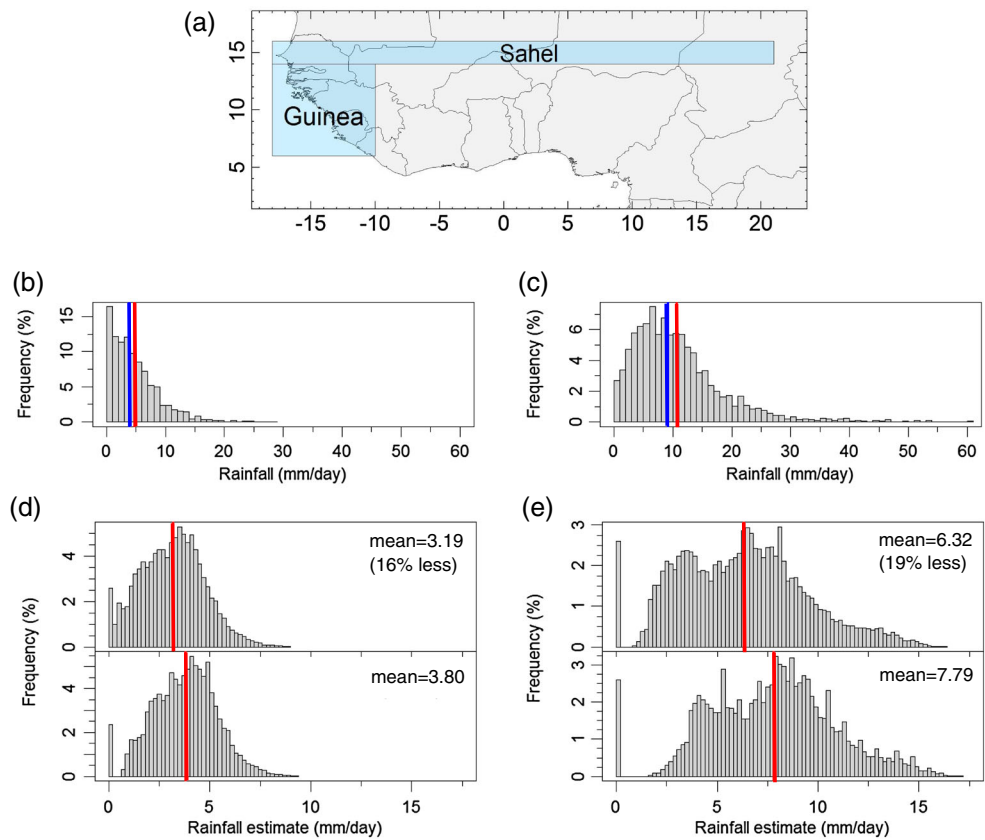 (a)
15
10
5
Sahel
Guinea
-15 -10 -5 0 5 10 15 20
(b)
Frequency (%)
15
10
5
0
0 10 20 30 40 50 60
Rainfall (mm/day)
(c)
Frequency (%)
6
4
2
0
0 10 20 30 40 50 60
Rainfall (mm/day)
(d)
Frequency (%)
4
2
0
mean=3.19
(16% less)
Frequency (%)
4
2
0
mean=3.80
0 5 10 15
Rainfall estimate (mm/day)
(e)
Frequency (%)
3
2
1
0
mean=6.32
(19% less)
Frequency (%)
3
2
1
0
mean=7.79
0 5 10 15
Rainfall estimate (mm/day)